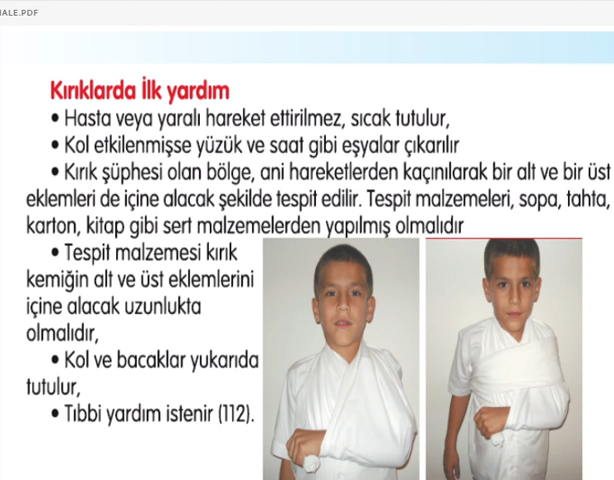 IALE.PDF
Kırıklarda İlk yardım
• Hasta veya yaralı hareket ettirilmez, sıcak tutulur,
• Kol etkilenmişse yüzük ve saat gibi eşyalar çıkarılır
• Kırık şüphesi olan bölge, ani hareketlerden kaçınılarak bir alt ve bir üst
eklemleri de içine alacak şekilde tespit edilir. Tespit malzemeleri, sopa, tahta,
karton, kitap gibi sert malzemelerden yapılmış olmalıdır
• Tespit malzemesi kırık
kemiğin alt ve üst eklemlerini
içine alacak uzunlukta
olmalıdır,
• Kol ve bacaklar yukarıda
tutulur,
• Tıbbi yardım istenir (112).